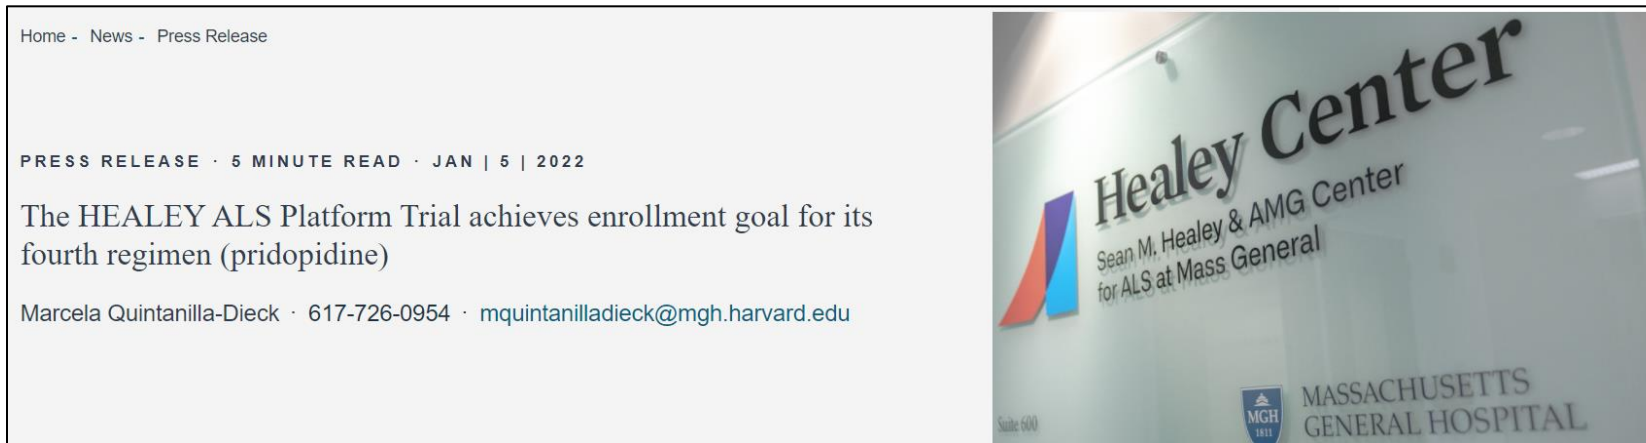 Home - News - Press Release
PRESS RELEASE · 5 MINUTE READ · JAN | 5 | 2022
The HEALEY ALS Platform Trial achieves enrollment goal for its
fourth regimen (pridopidine)
Marcela Quintanilla-Dieck · 617-726-0954 · mquintanilladieck@mgh.harvard.edu
Healey Center
Sean M. Healey & AMG Center
for ALS at Mass General
Suite 600
MGH
1811
MASSACHUSETTS
GENERAL HOSPITAL